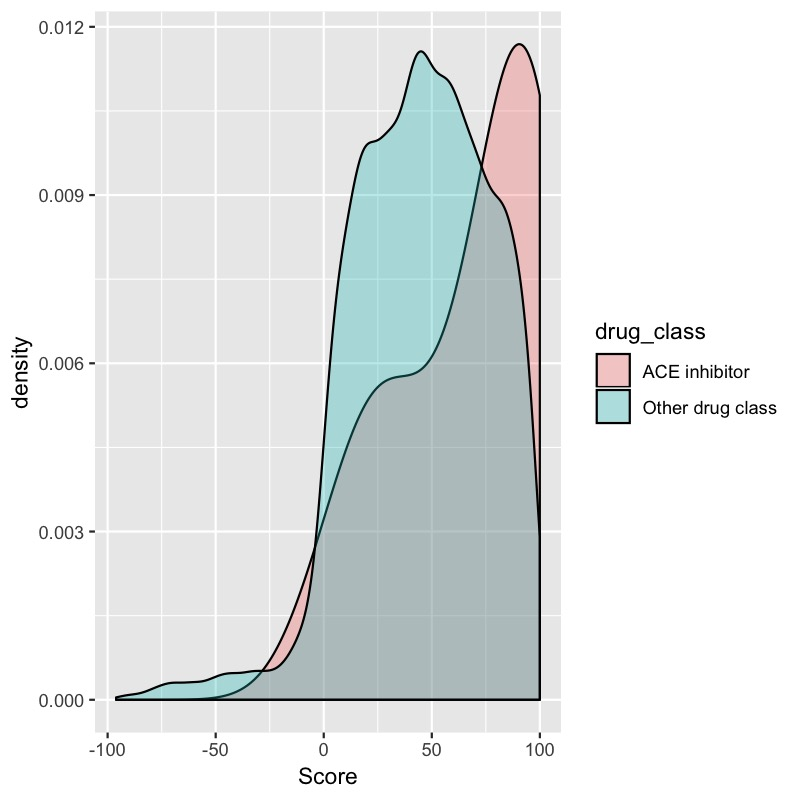 0.012
0.009
0.006
0.003
0.000
density
-100 -50 0 50 100
Score
drug_class
ACE inhibitor
Other drug class